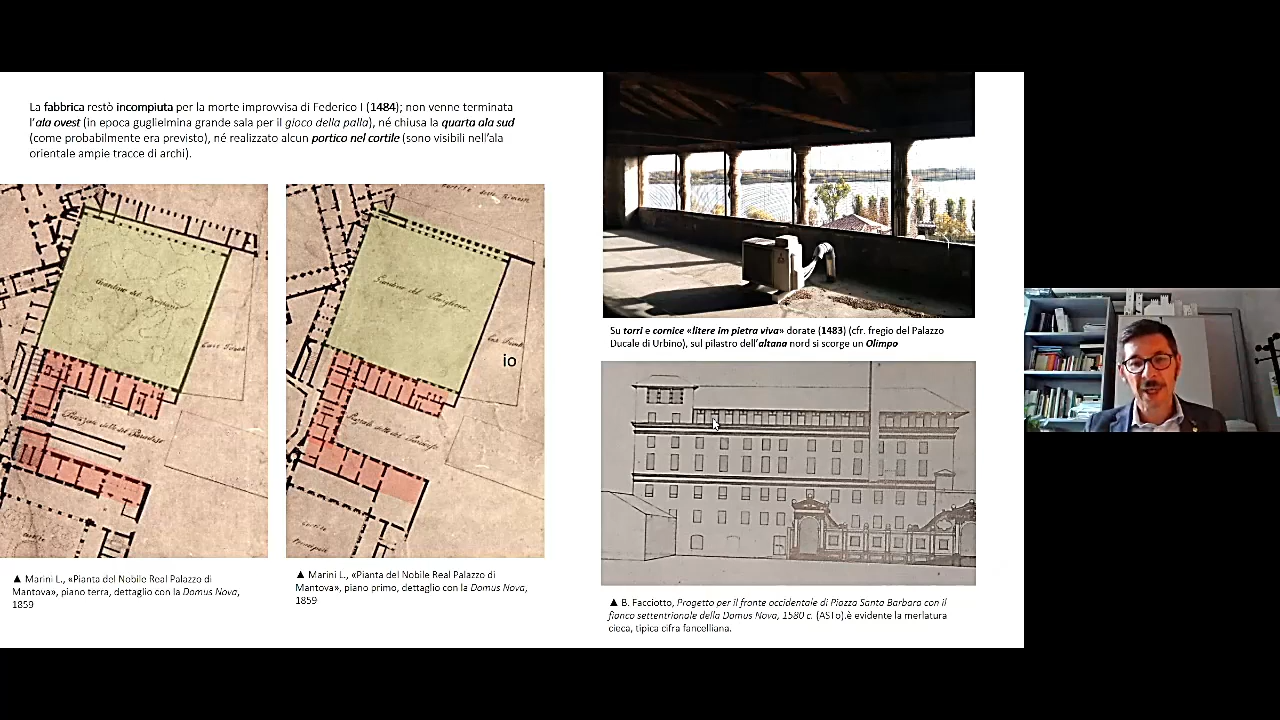 La fabbrica restò incompiuta per la morte improvvisa di Federico I (1484); non venne terminata
l'ala ovest (in epoca guglielmina grande sala per il gioco della palla), né chiusa la quarta ala sud
(come probabilmente era previsto), né realizzato alcun portico nel cortile (sono visibili nell'ala
orientale ampie tracce di archi).
io
▲ Marini L., «Pianta del Nobile Real Palazzo di
Mantova», piano terra, dettaglio con la Domus Nova,
1859
▲ Marini L., «Pianta del Nobile Real Palazzo di
Mantova», piano primo, dettaglio con la Domus Nova,
1859
Su torri e cornice «litere im pietra viva» dorate (1483) (cfr. fregio del Palazzo
Ducale di Urbino), sul pilastro dell'altana nord si scorge un Olimpo
▲ B. Facciotto, Progetto per il fronte occidentale di Piazza Santa Barbara con il
fianco settentrionale della Domus Nova, 1580 c. (ASTo).è evidente la merlatura
cieca, tipica cifra fancelliana.